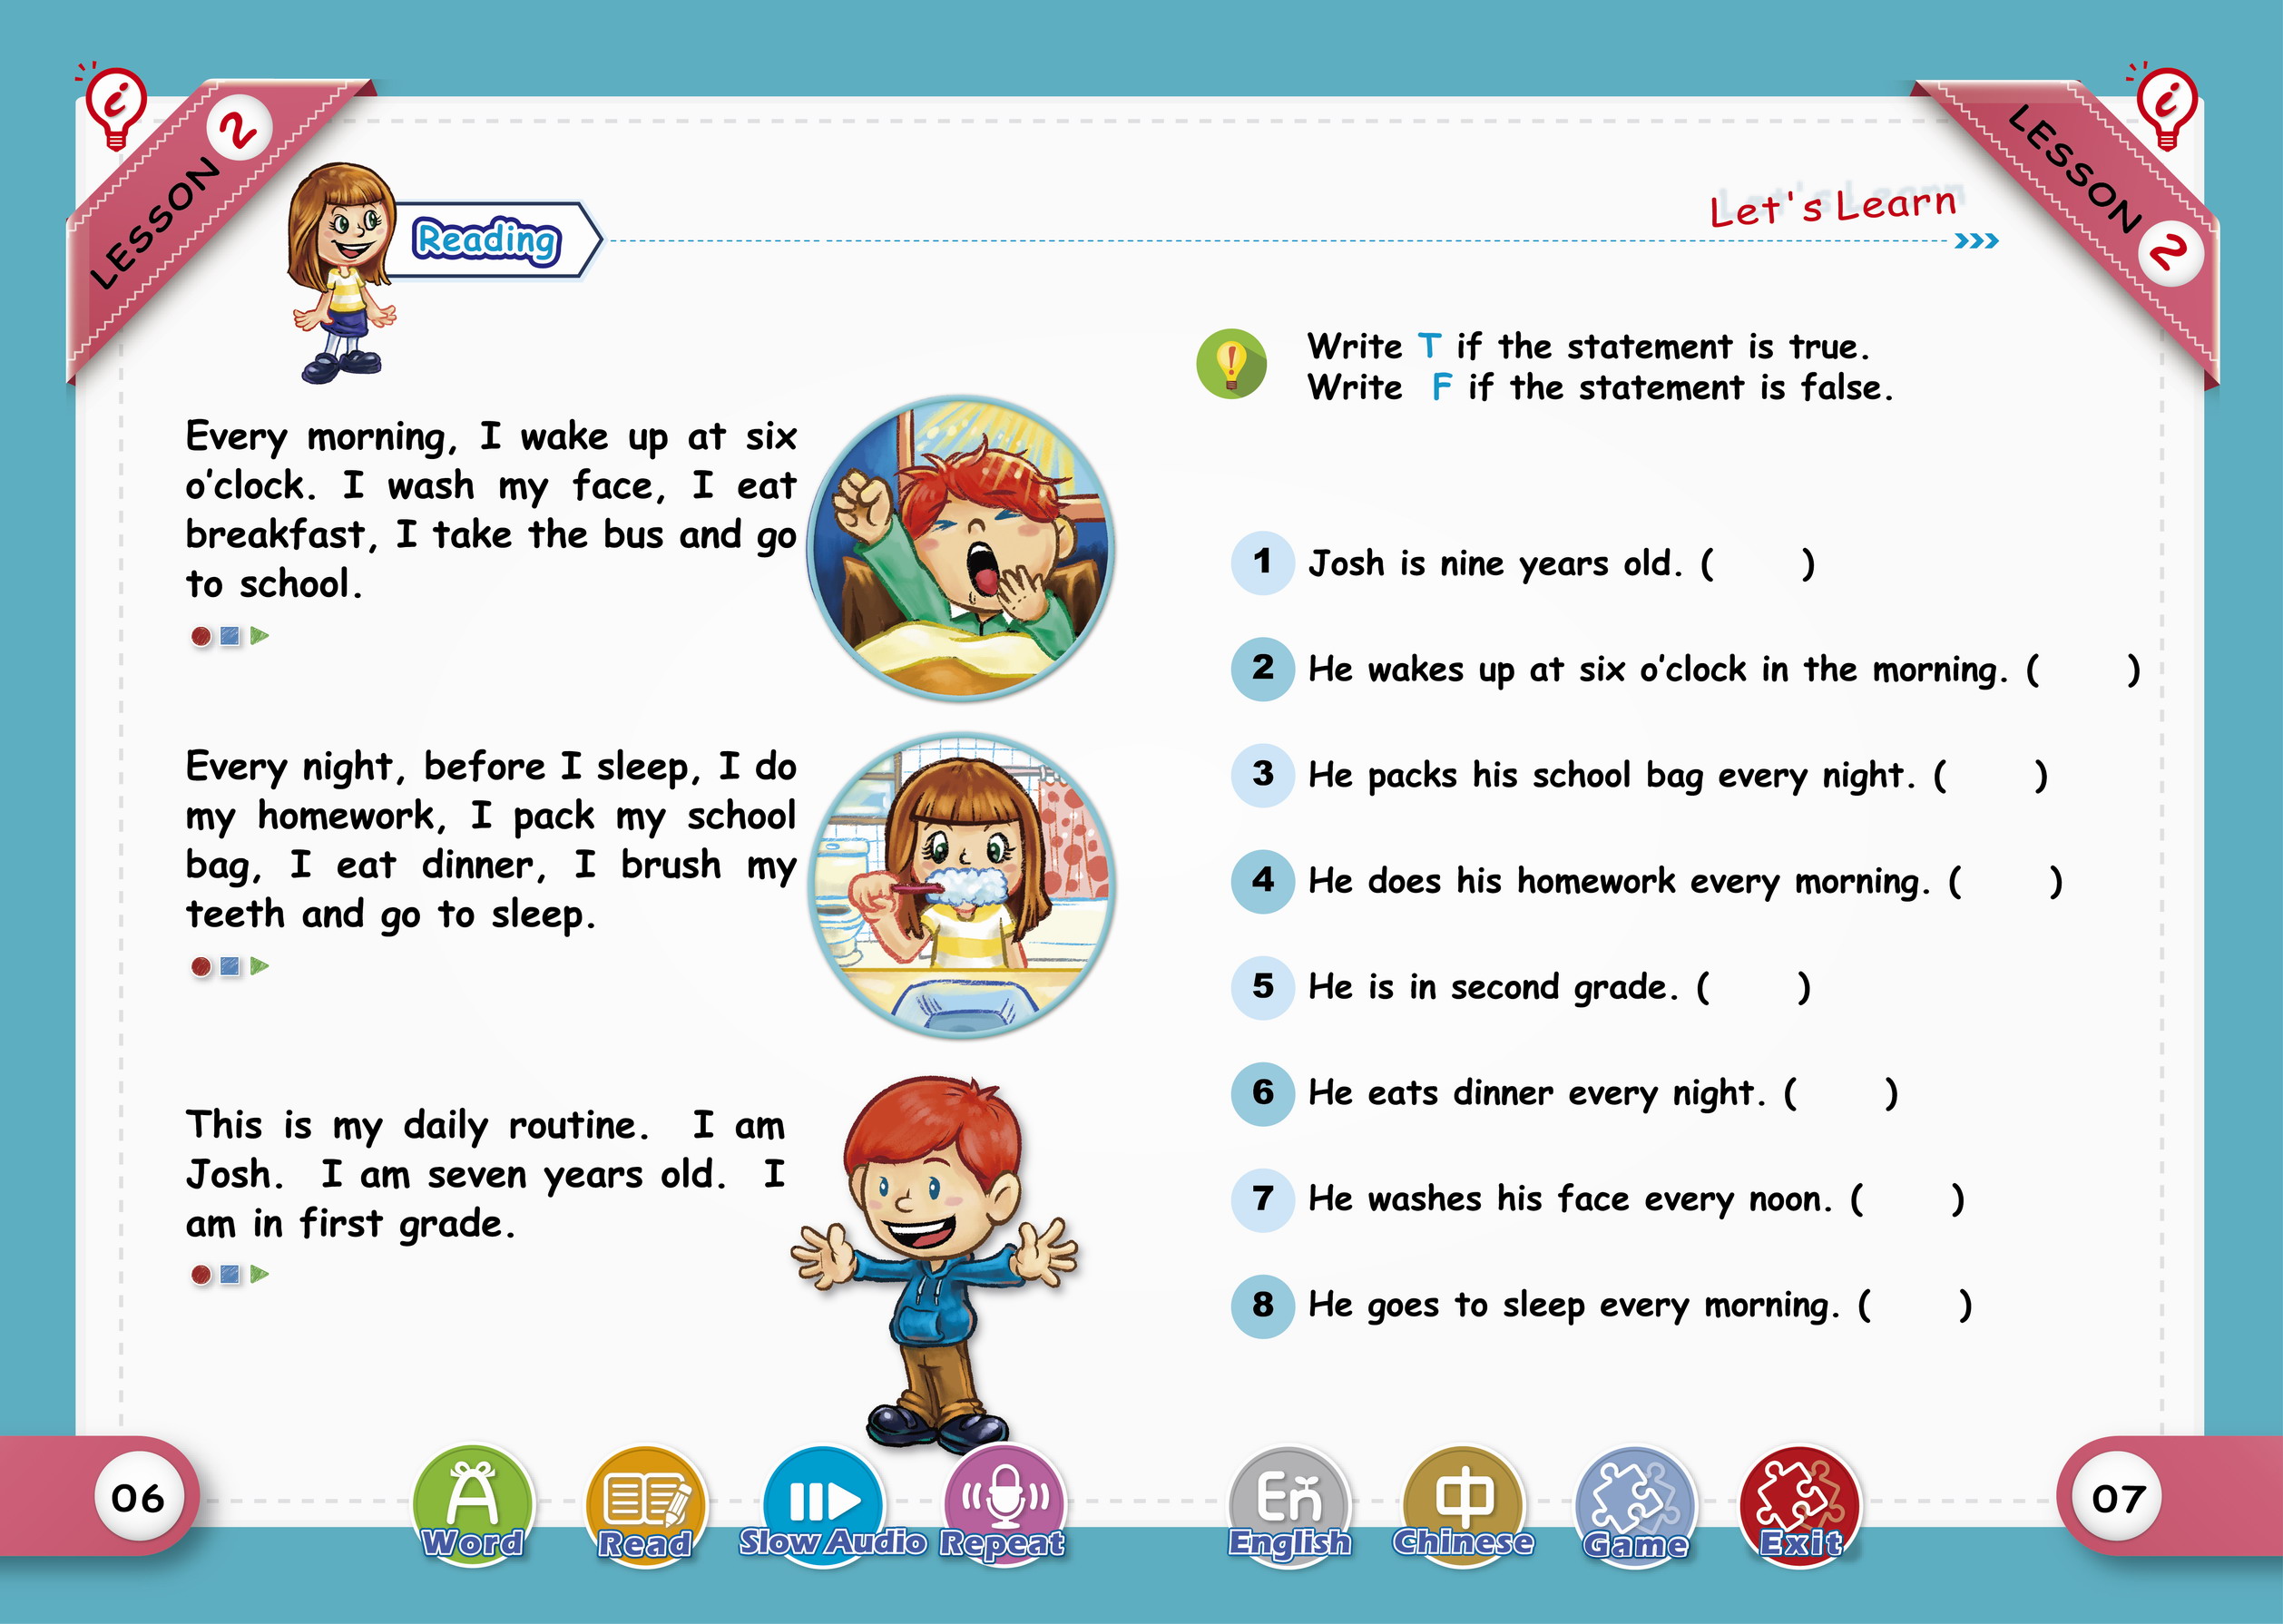 LESSON 2
Reading
Every morning, I wake up at six
o'clock. I wash my face, I eat
breakfast, I take the bus and go
to school.
Every night, before I sleep, I do
my homework, I pack my school
bag, I eat dinner, I brush my
teeth and go to sleep.
This is my daily routine. I am
Josh. I am seven years old. I
am in first grade.
06
Word
Read
Slow Audio
Repeat
LESSON 2
Let's Learn
Write T if the statement is true.
Write F if the statement is false.
1 Josh is nine years old. ( )
2 He wakes up at six o'clock in the morning. ( )
3 He packs his school bag every night. ( )
4 He does his homework every morning. ( )
5 He is in second grade. ( )
6 He eats dinner every night. ( )
7 He washes his face every noon. ( )
8 He goes to sleep every morning. ( )
En
English
中
Chinese
Game
Exit
07